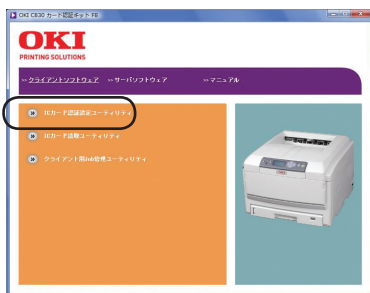 OKI C830 カード認証キット FB
OKI
PRINTING SOLUTIONS
クライアントソフトウェア サーバソフトウェア マニュアル
ICカード認証設定ユーティリティ
ICカード読取ユーティリティ
クライアント用Job管理ユーティリティ